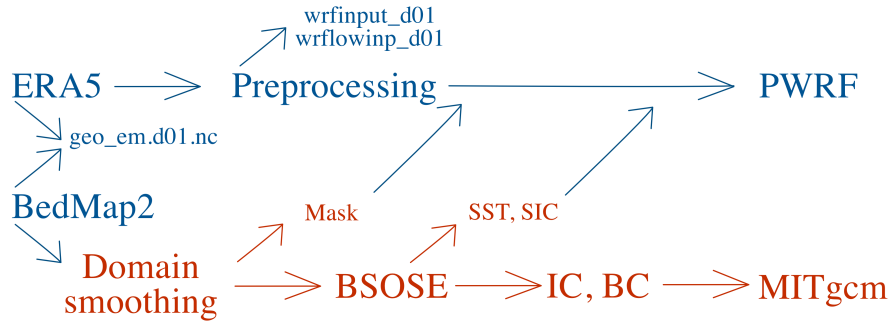 wrfinput_d01
wrflowinp_d01
ERA5
Preprocessing
PWRF
geo_em.d01.nc
BedMap2
Mask
SST, SIC
Domain
smoothing
BSOSE
IC, BC
MITgcm